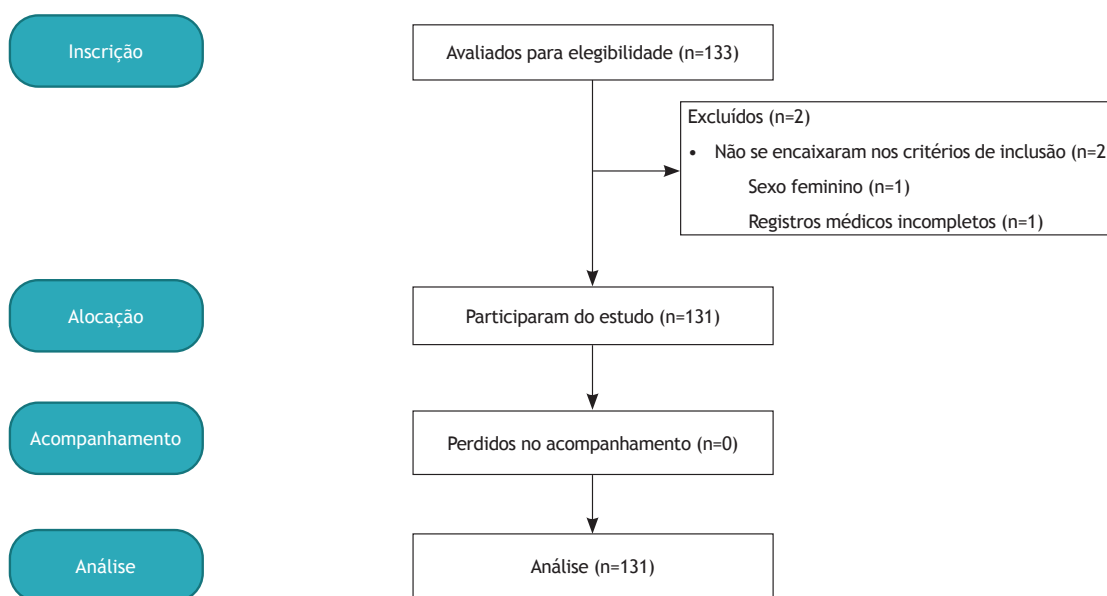 Inscrição
Avaliados para elegibilidade (n=133)
Excluídos (n=2)
• Não se encaixaram nos critérios de inclusão (n=2
Sexo feminino (n=1)
Registros médicos incompletos (n=1)
Alocação
Participaram do estudo (n=131)
Acompanhamento
Perdidos no acompanhamento (n=0)
Análise
Análise (n=131)